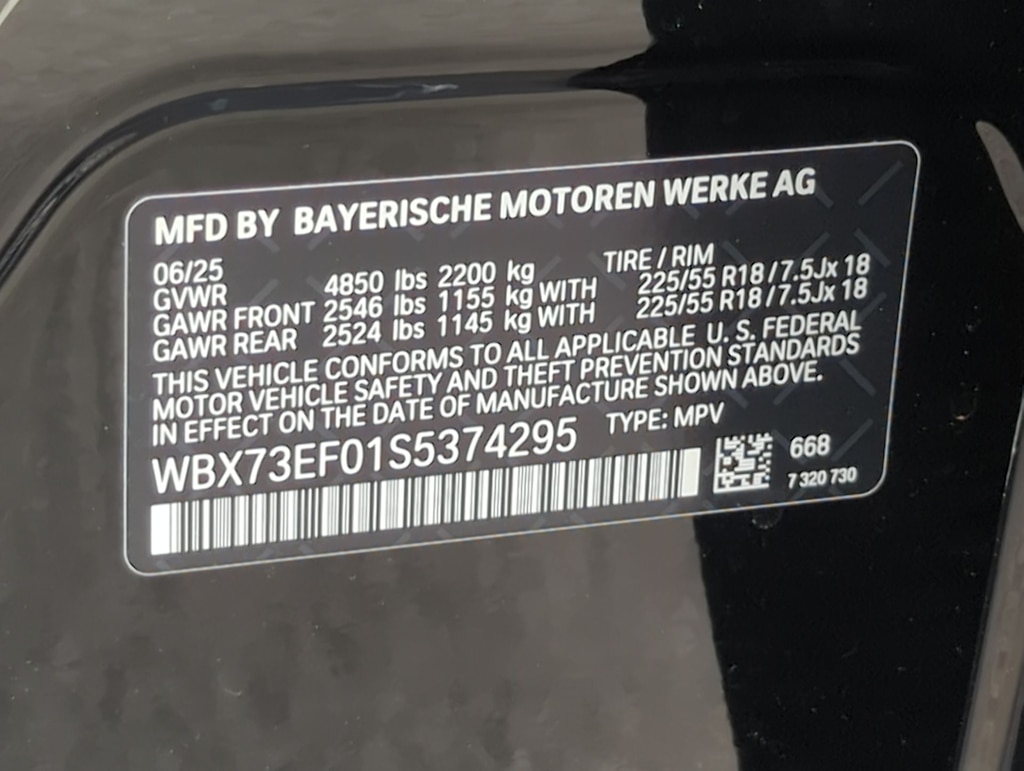 MFD BY BAYERISCHE MOTOREN WERKE AG
06/25 TIRE / RIM
GVWR 4850 lbs 2200 kg
GAWR FRONT 2546 lbs 1155 kg WITH 225/55 R18 / 7.5Jx 18
GAWR REAR 2524 lbs 1145 kg WITH 225/55 R18 / 7.5Jx 18
THIS VEHICLE CONFORMS TO ALL APPLICABLE U. S. FEDERAL
MOTOR VEHICLE SAFETY AND THEFT PREVENTION STANDARDS
IN EFFECT ON THE DATE OF MANUFACTURE SHOWN ABOVE.
WBX73EF01S5374295 TYPE: MPV
668
7 320 730